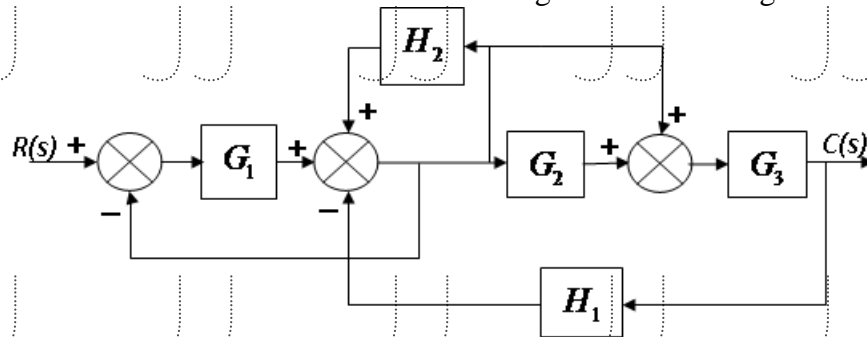 H₂
+
+
R(s) +
G₁
+
G₂
+
G₃
C(s)
−
−
H₁